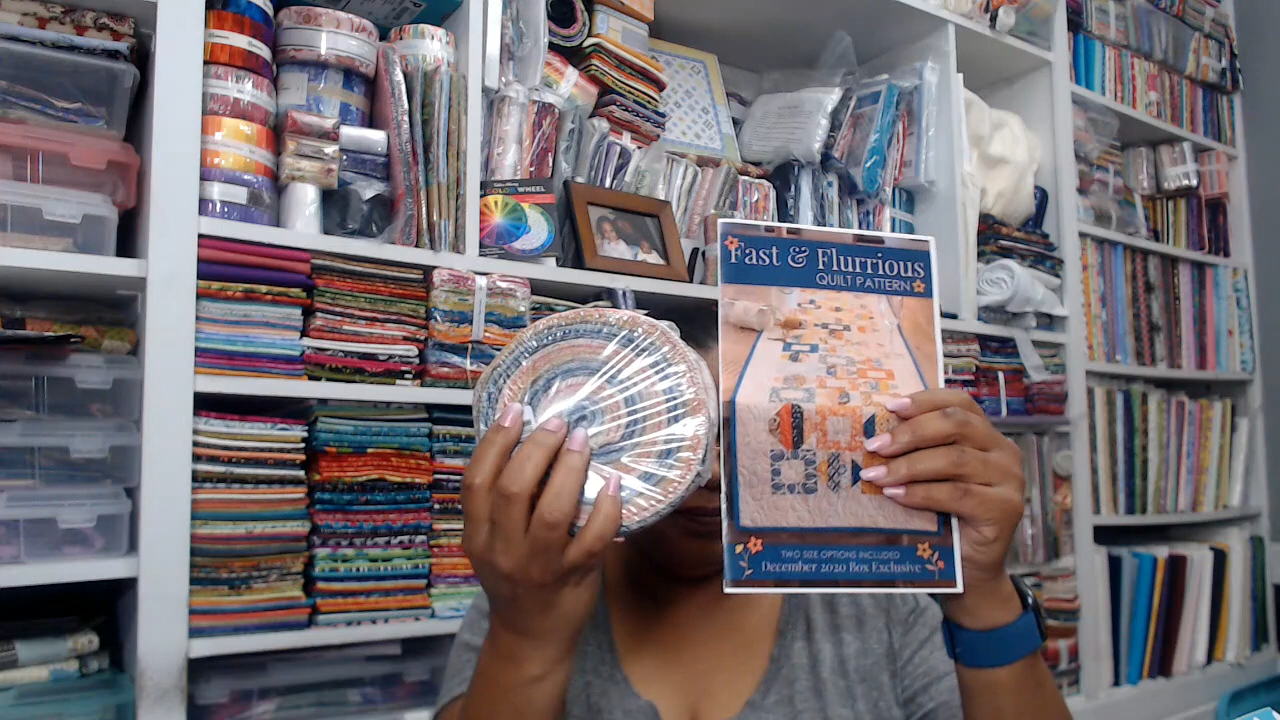 COLOR WHEEL
Fast & Flurrious
QUILT PATTERN
TWO SIZE OPTIONS INCLUDED
December 2020 Box Exclusive